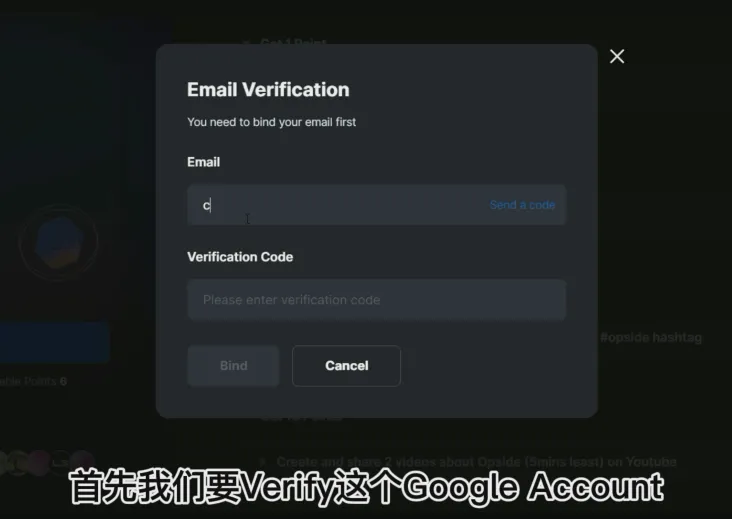 Get 1 Point
Email Verification
You need to bind your email first
Email
c
Send a code
Verification Code
Please enter verification code
#opside hashtag
Bind
Cancel
able Points 6
Create and share 2 videos about Opside (5mins least) on Youtube
首先我们要Verify这个Google Account